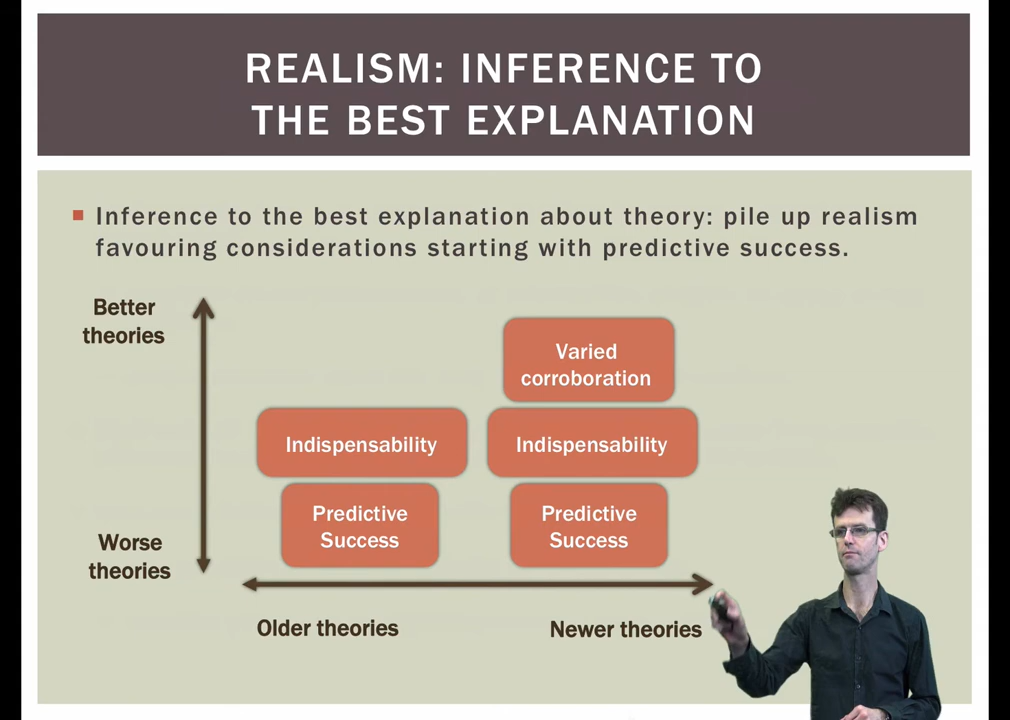 REALISM: INFERENCE TO
THE BEST EXPLANATION
Inference to the best explanation about theory: pile up realism
favouring considerations starting with predictive success.
Better
theories
Varied
corroboration
Indispensability
Indispensability
Predictive
Success
Predictive
Success
Worse
theories
Older theories
Newer theories